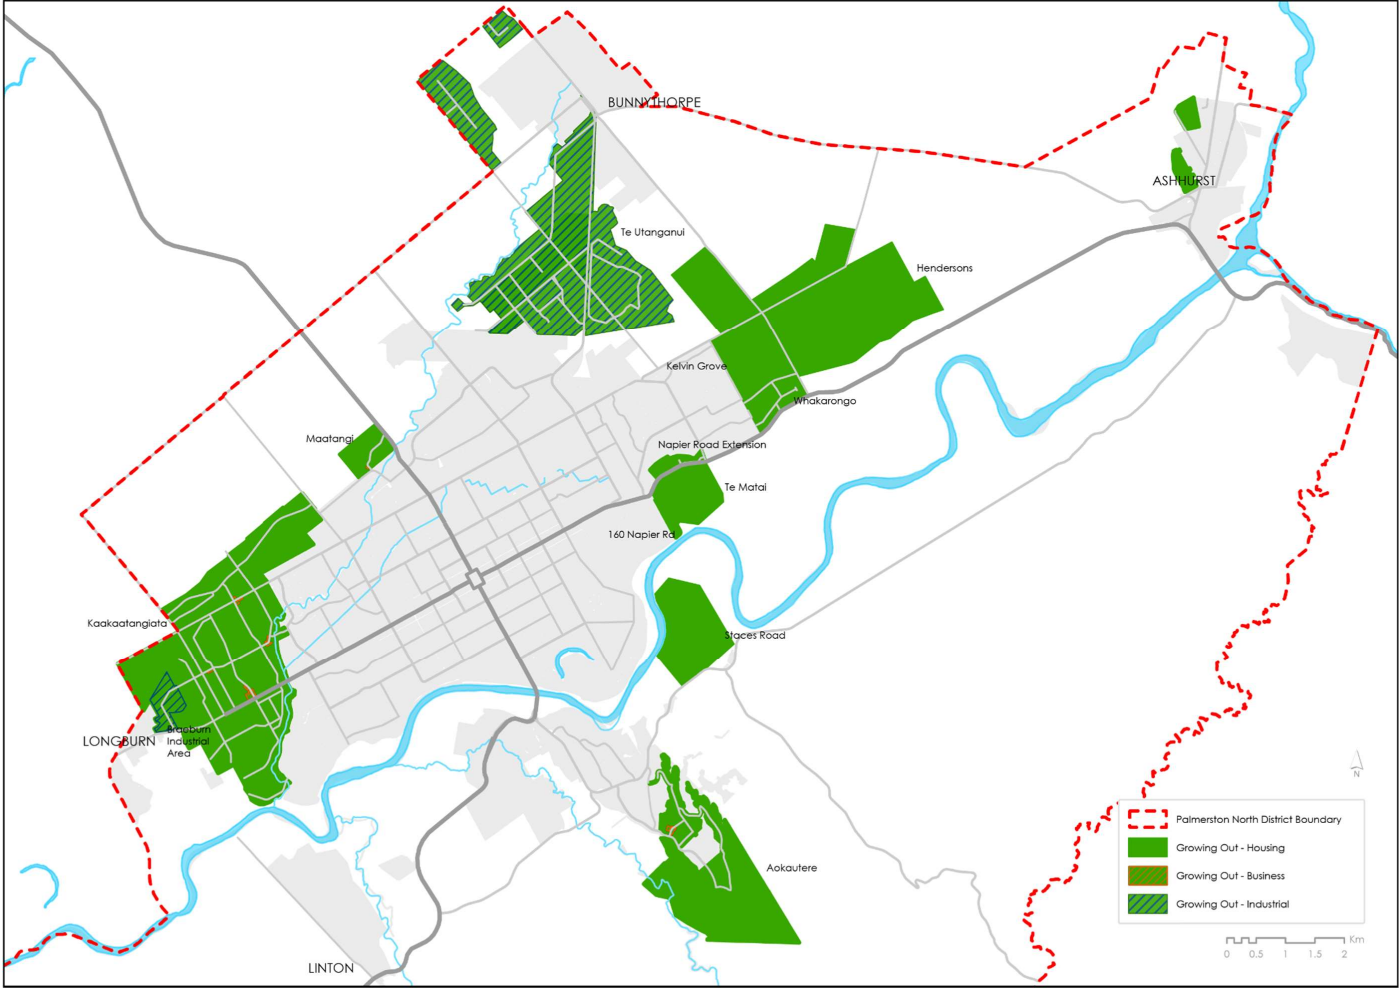 BUNNYTHORPE
ASHHURST
Te Utanganui
Hendersons
Kelvin Grove
Whakarongo
Maatangi
Napier Road Extension
Te Matai
160 Napier Rd
Kaakaatangiata
Staces Road
LONGBURN
Braeburn
Industrial
Area
Aokautere
LINTON
N
Palmerston North District Boundary
Growing Out - Housing
Growing Out - Business
Growing Out - Industrial
Km
0 0.5 1 1.5 2